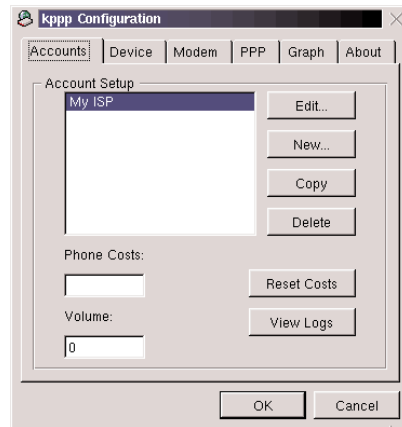 kppp Configuration
Accounts Device Modem PPP Graph About
Account Setup
My ISP
Edit...
New...
Copy
Delete
Phone Costs:
Reset Costs
Volume:
View Logs
0
OK Cancel